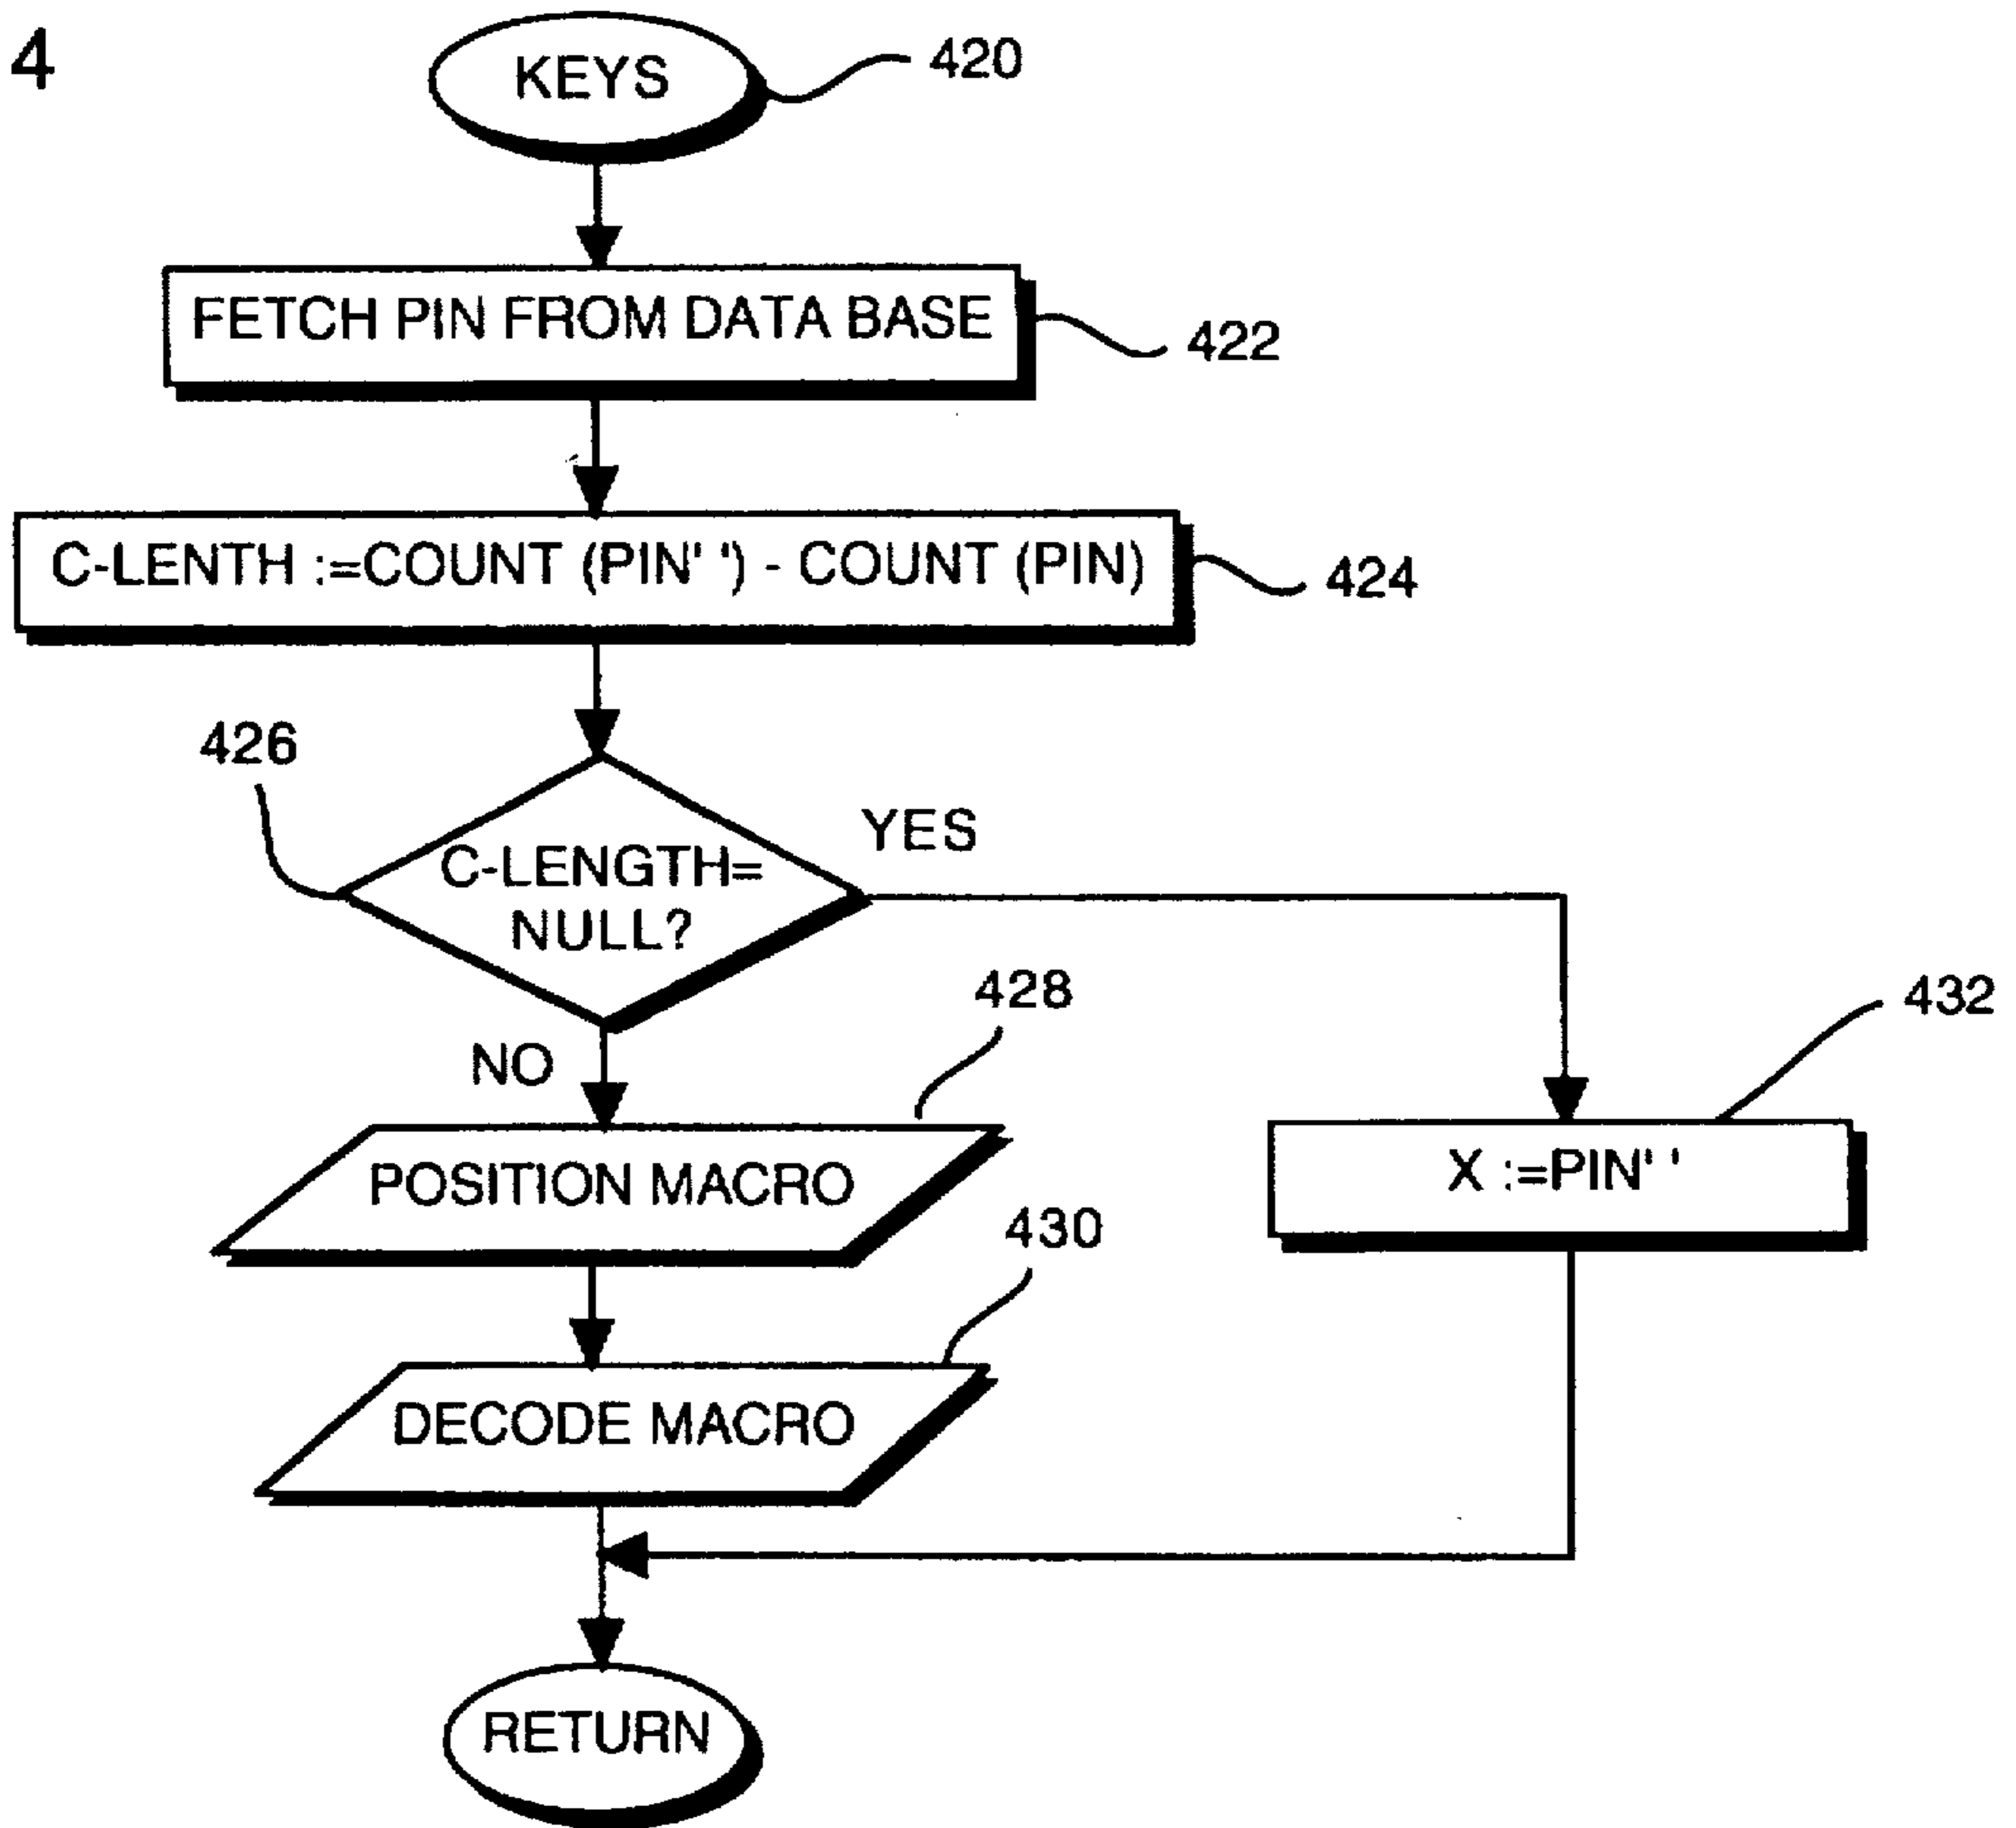 4
KEYS
420
FETCH PIN FROM DATA BASE
422
C-LENTH :=COUNT (PIN' ') - COUNT (PIN)
424
426
C-LENGTH=
NULL?
YES
NO
428
432
POSITION MACRO
X :=PIN' '
430
DECODE MACRO
RETURN